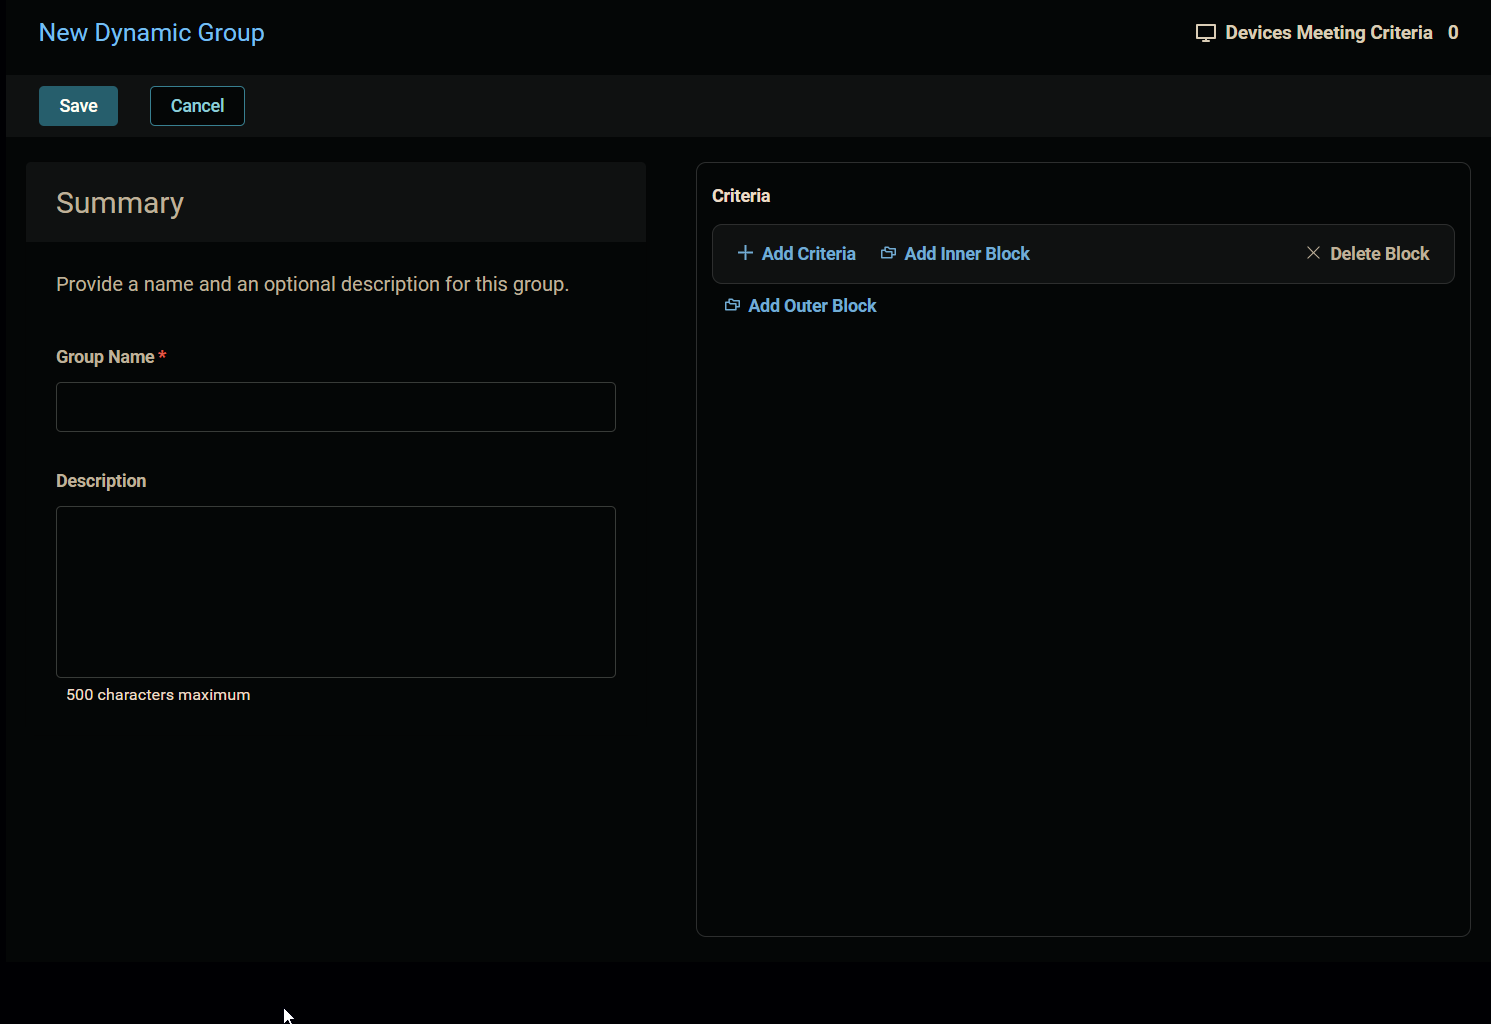 New Dynamic Group
Devices Meeting Criteria 0
Save
Cancel
Summary
Provide a name and an optional description for this group.
Group Name *
Description
500 characters maximum
Criteria
Add Criteria
Add Inner Block
Delete Block
Add Outer Block